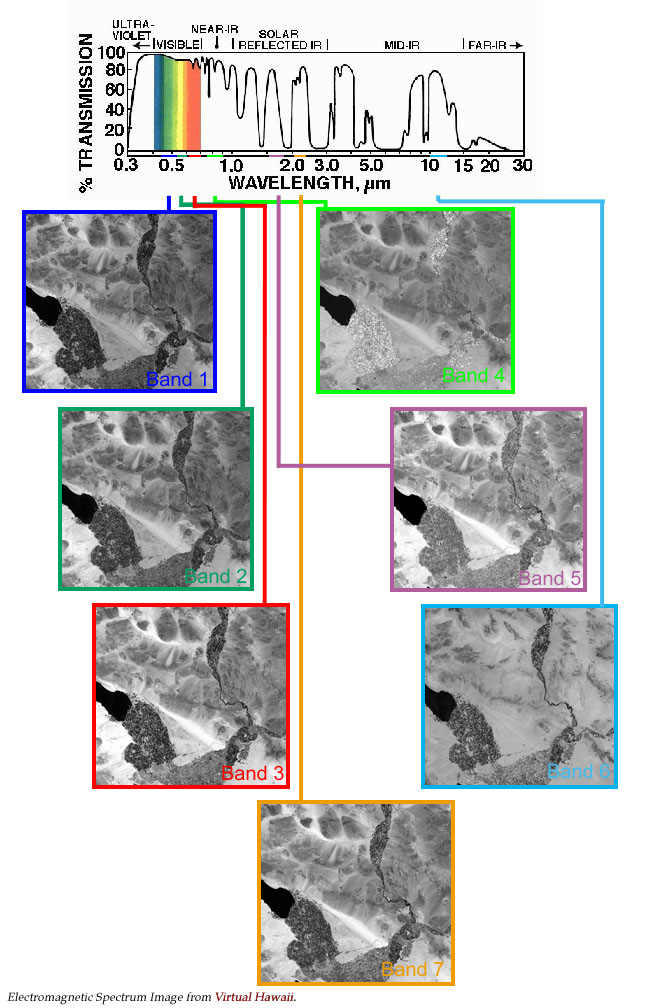 ULTRA-
VIOLET
VISIBLE
NEAR-IR
SOLAR
REFLECTED IR
MID-IR
FAR-IR
% TRANSMISSION
100
80
60
40
20
0
0.3 0.5 1.0 2.0 3.0 5.0 10 15 20 30
WAVELENGTH, µm
Band 1
Band 4
Band 2
Band 5
Band 3
Band 6
Band 7
Electromagnetic Spectrum Image from Virtual Hawaii.